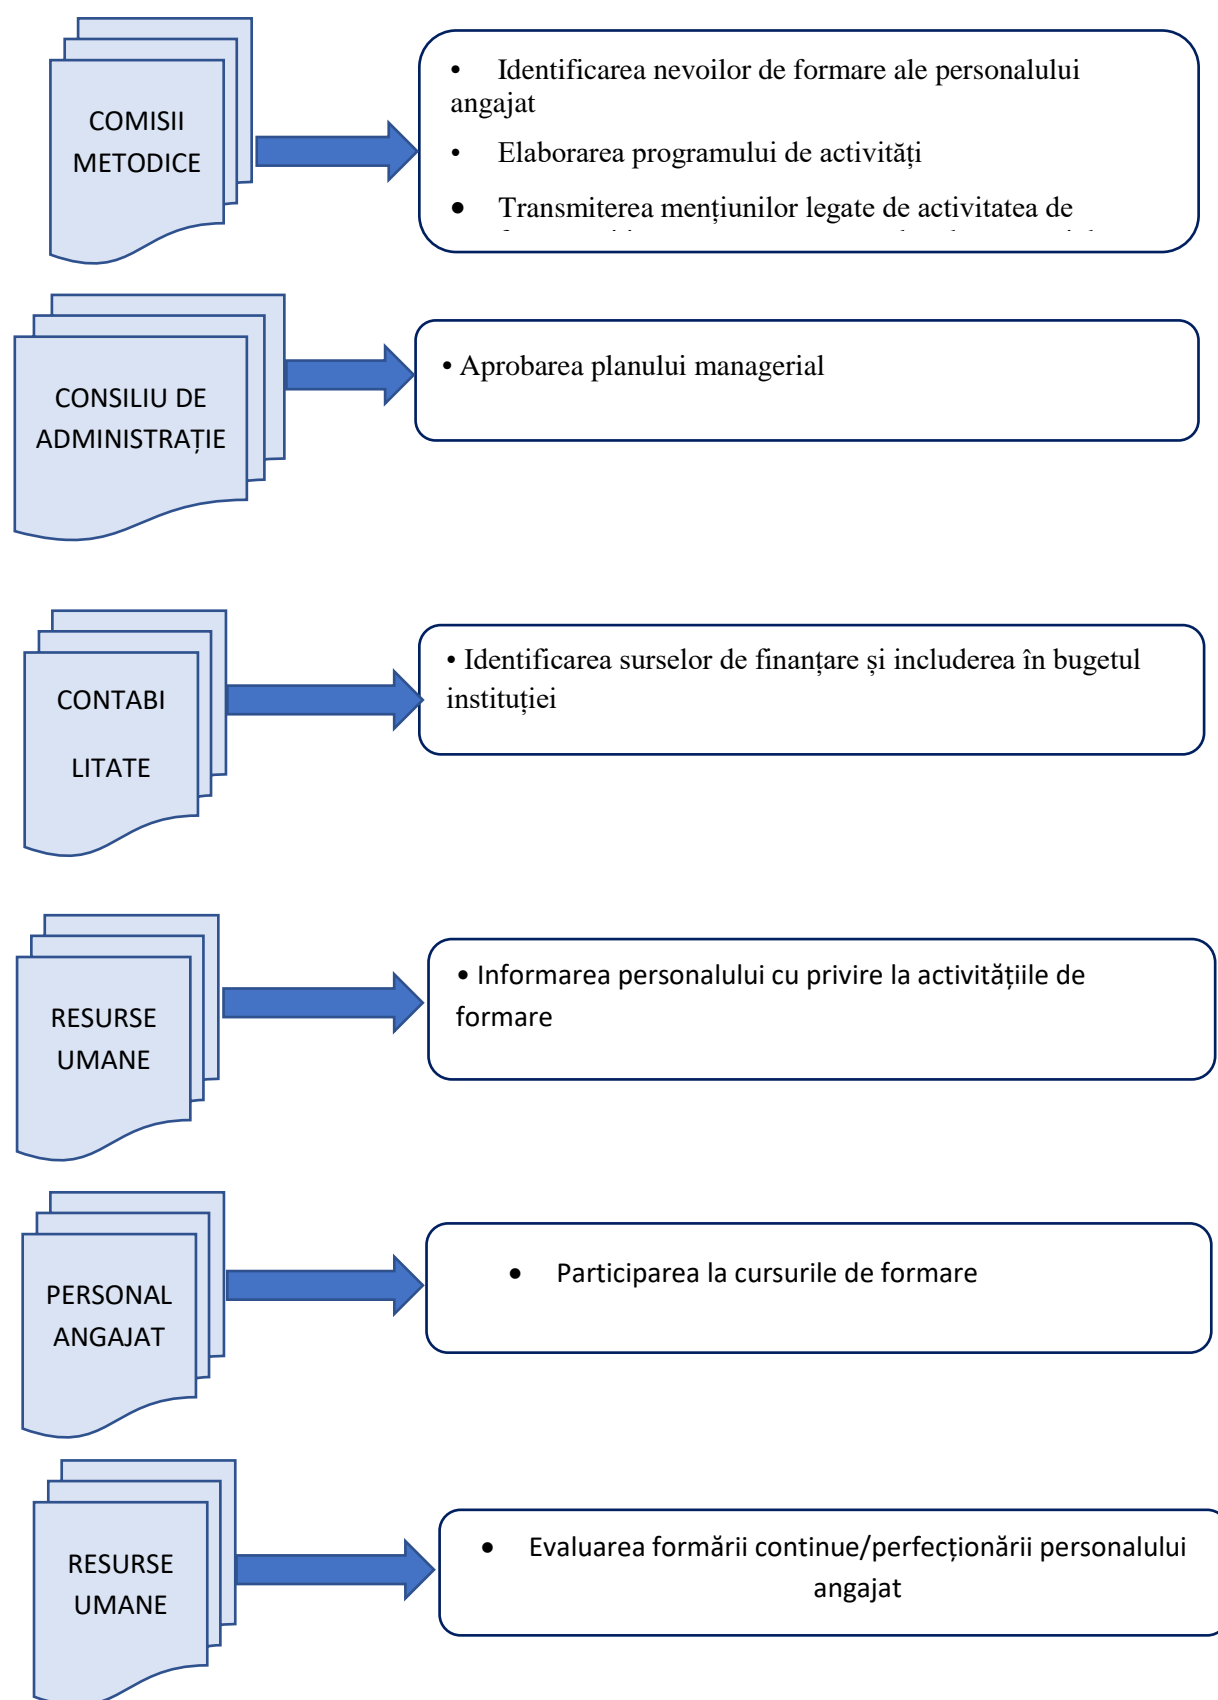 COMISII
METODICE
• Identificarea nevoilor de formare ale personalului
angajat
• Elaborarea programului de activități
• Transmiterea mențiunilor legate de activitatea de
CONSILIU DE
ADMINISTRAȚIE
• Aprobarea planului managerial
CONTABI
LITATE
• Identificarea surselor de finanțare și includerea în bugetul
instituției
RESURSE
UMANE
• Informarea personalului cu privire la activitățiile de
formare
PERSONAL
ANGAJAT
• Participarea la cursurile de formare
RESURSE
UMANE
• Evaluarea formării continue/perfecționării personalului
angajat